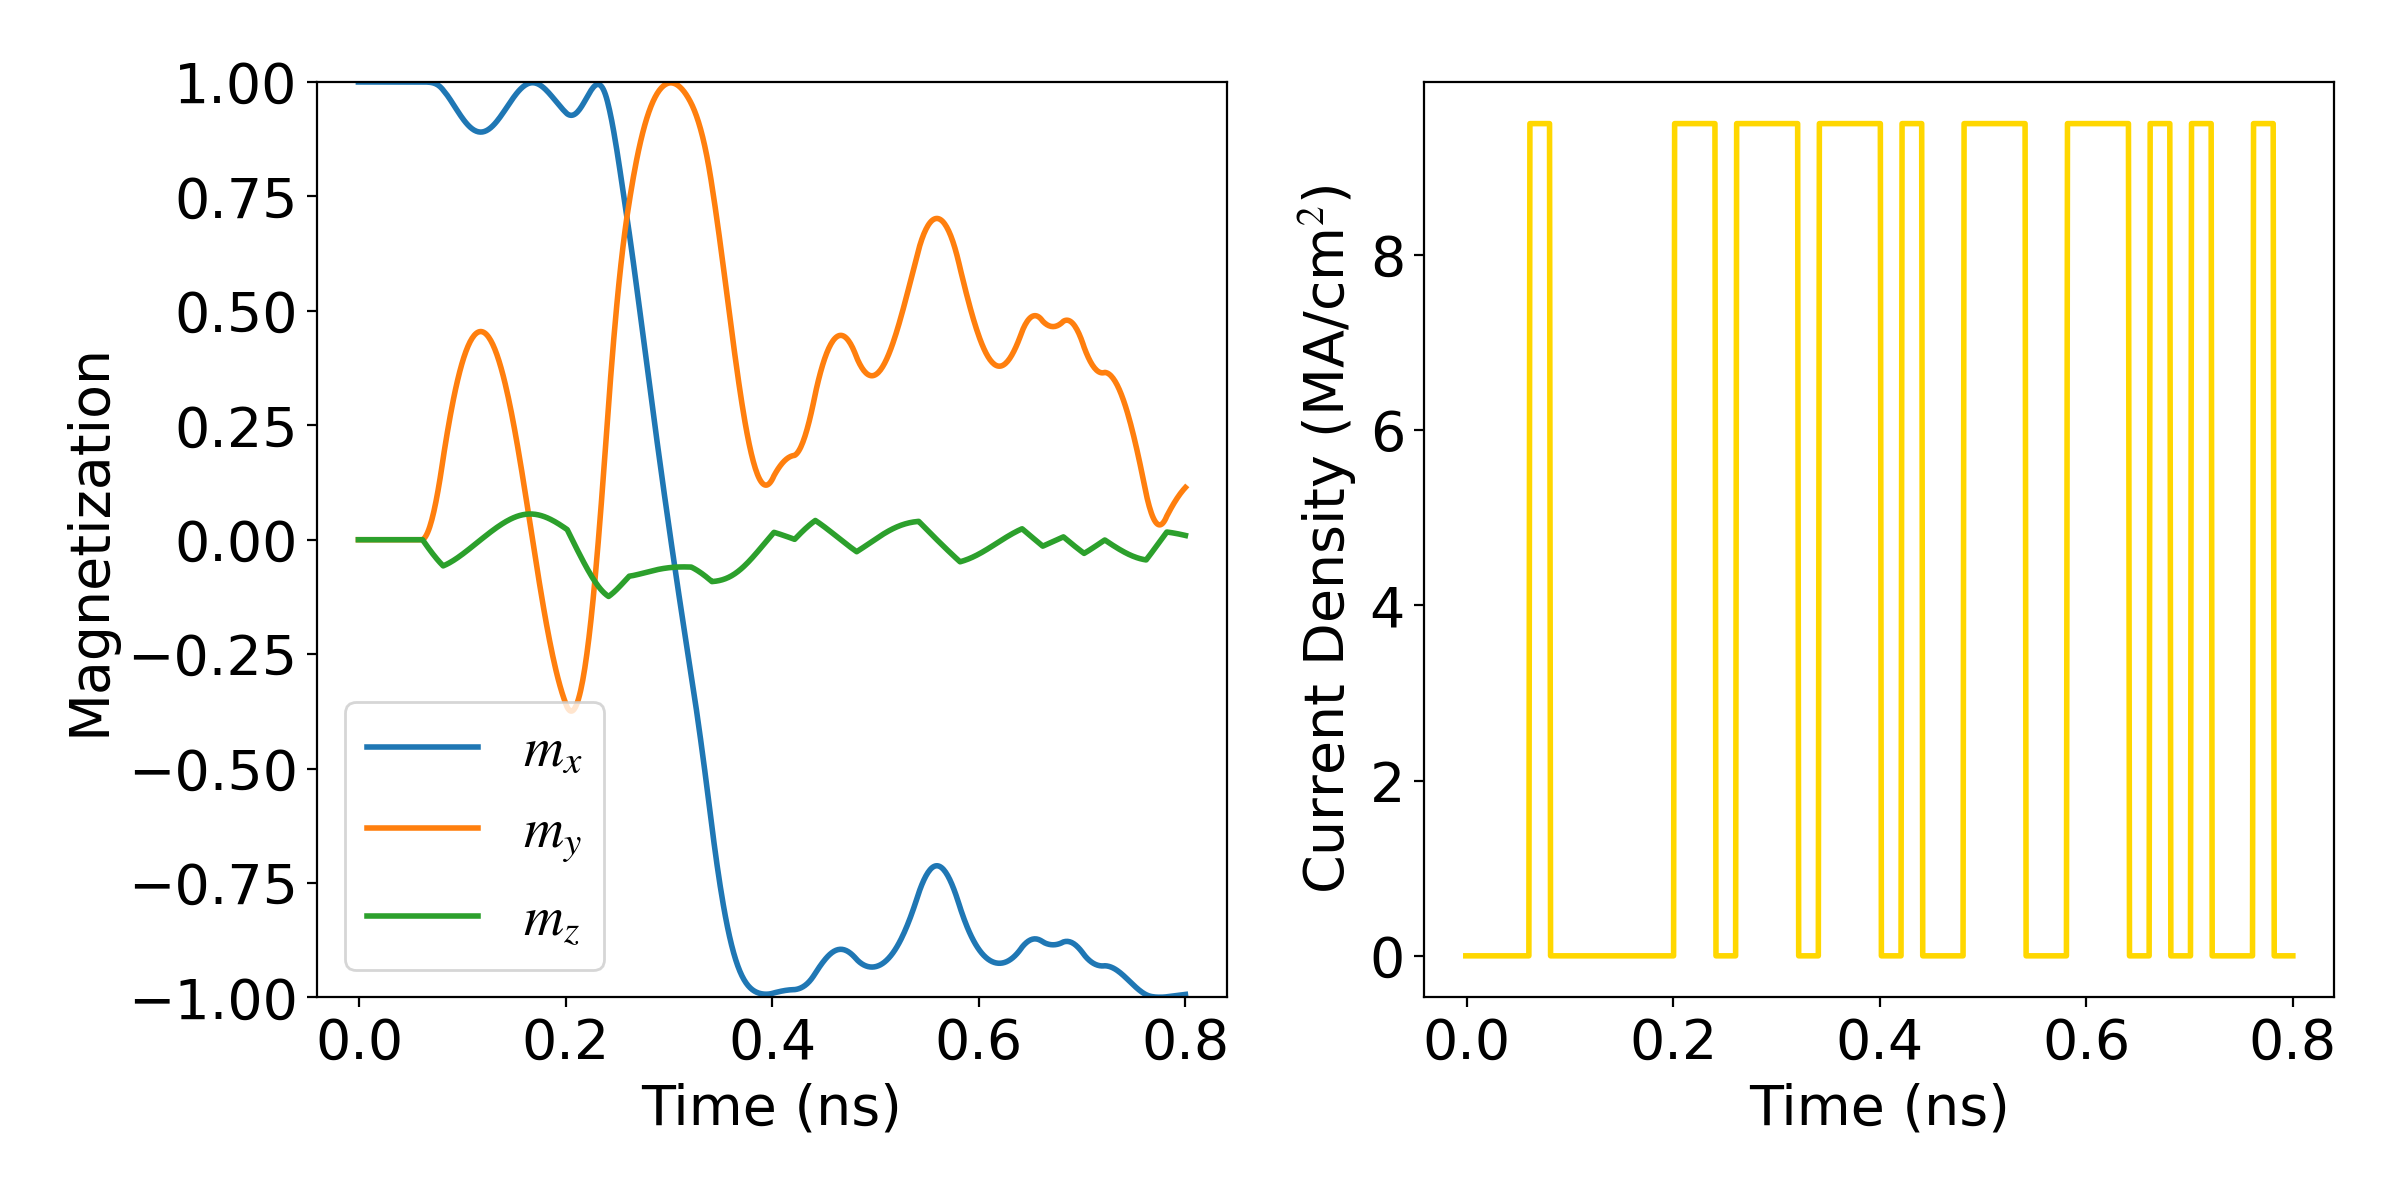 1.00
0.75
0.50
0.25
0.00
−0.25
−0.50
−0.75
−1.00
Magnetization
m_x
m_y
m_z
0.0 0.2 0.4 0.6 0.8
Time (ns)
8
6
4
2
0
Current Density (MA/cm²)
0.0 0.2 0.4 0.6 0.8
Time (ns)